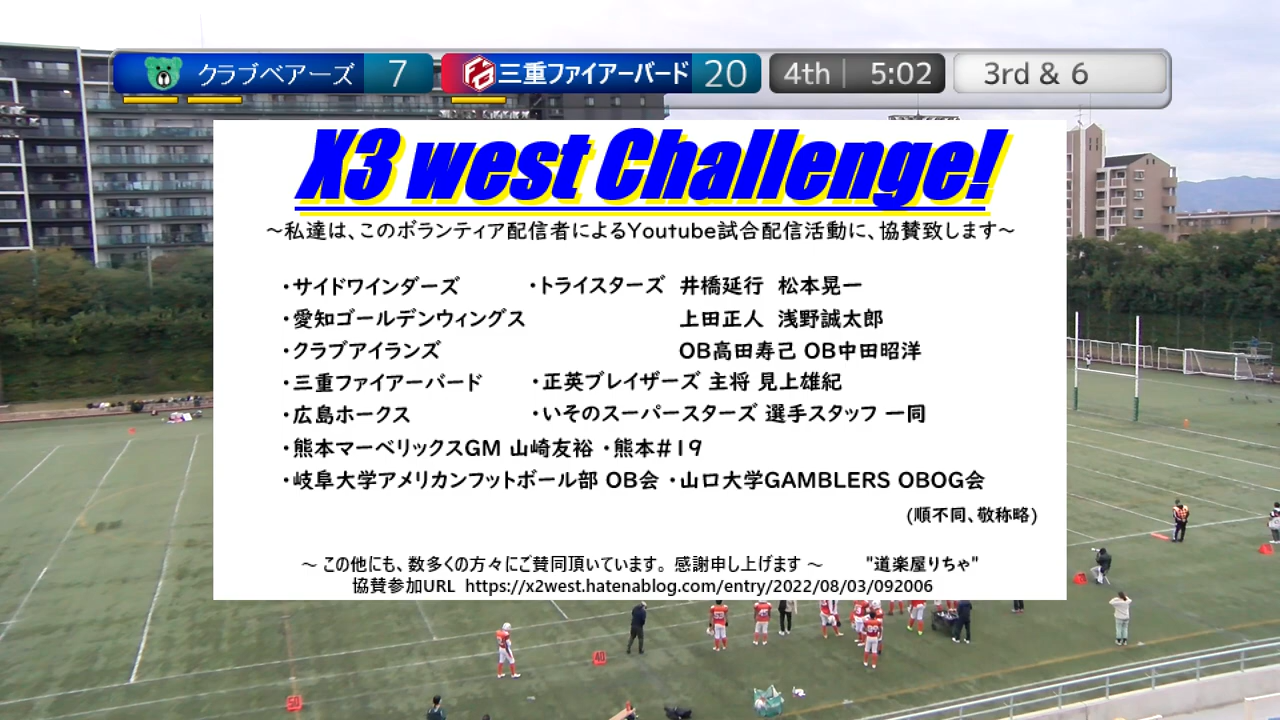 クラブベアーズ 7 三重ファイアーバード 20 4th 5:02 3rd & 6
X3 west Challenge!
～私達は、このボランティア配信者によるYoutube試合配信活動に、協賛致します～
・サイドワインダーズ ・トライスターズ 井橋延行 松本晃一
・愛知ゴールデンウィングス 上田正人 浅野誠太郎
・クラブアイランズ OB高田寿己 OB中田昭洋
・三重ファイアーバード ・正英ブレイザーズ 主将 見上雄紀
・広島ホークス ・いそのスーパースターズ 選手スタッフ 一同
・熊本マーベリックスGM 山崎友裕 ・熊本#19
・岐阜大学アメリカンフットボール部 OB会 ・山口大学GAMBLERS OBOG会
(順不同、敬称略)
～ この他にも、数多くの方々にご賛同頂いています。感謝申し上げます ～ "道楽屋りちゃ"
協賛参加URL https://x2west.hatenablog.com/entry/2022/08/03/092006
40
50